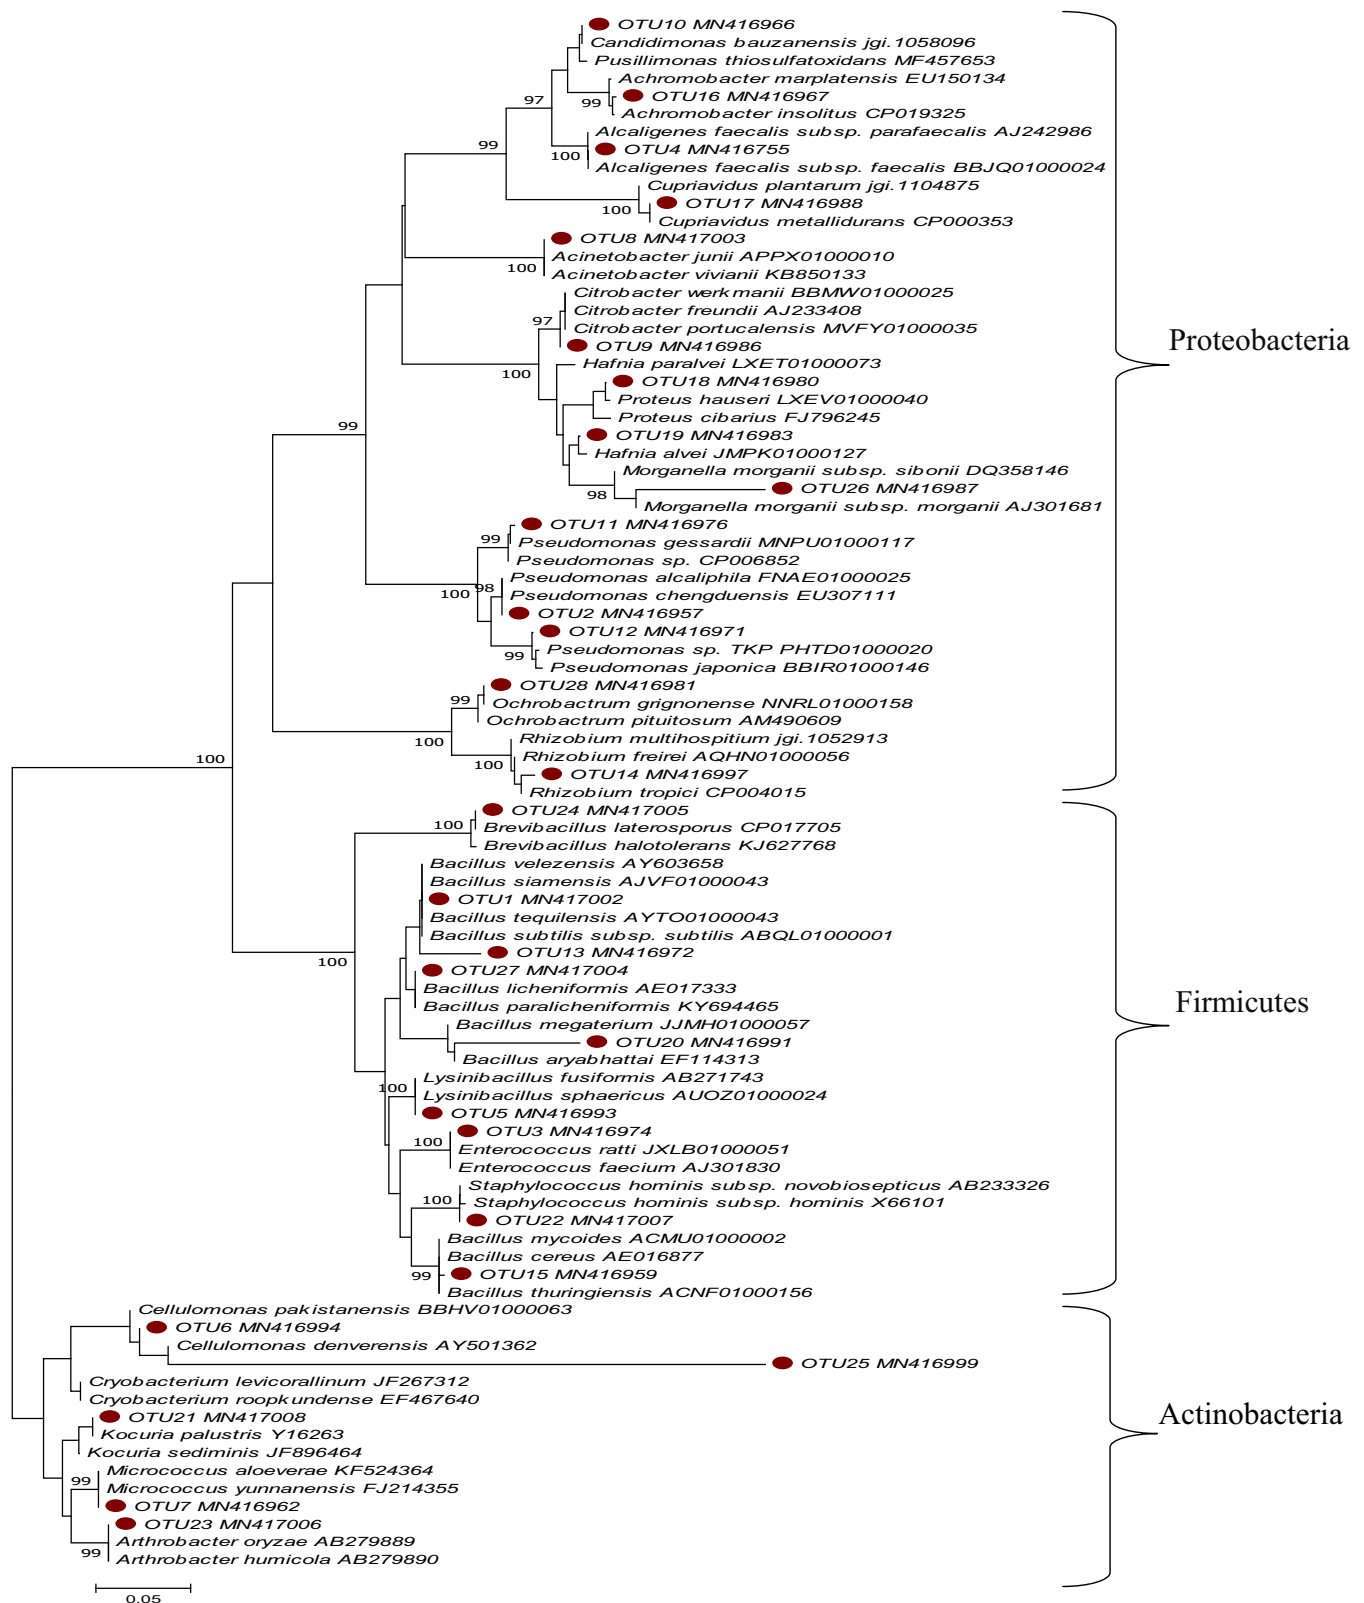 OTU10 MN416966
Candidimonas bauzanensis jgi.1058096
Pusillimonas thiosulfatoxidans MF457653
Achromobacter marplatensis EU150134
99
OTU16 MN416967
97
Achromobacter insolitus CP019325
Alcaligenes faecalis subsp. parafaecalis AJ242986
99
OTU4 MN416755
100
Alcaligenes faecalis subsp. faecalis BBJQ01000024
Cupriavidus plantarum jgi.1104875
OTU17 MN416988
100
Cupriavidus metallidurans CP000353
OTU8 MN417003
Acinetobacter junii APPX01000010
100
Acinetobacter vivianii KB850133
Citrobacter werkmanii BBMW01000025
Citrobacter freundii AJ233408
97
Citrobacter portucalensis MVFY01000035
Proteobacteria
OTU9 MN416986
Hafnia paralvei LXET01000073
100
OTU18 MN416980
Proteus hauseri LXEV01000040
Proteus cibarius FJ796245
99
OTU19 MN416983
Hafnia alvei JMPK01000127
Morganella morganii subsp. sibonii DQ358146
OTU26 MN416987
98
Morganella morganii subsp. morganii AJ301681
OTU11 MN416976
99
Pseudomonas gessardii MNPU01000117
Pseudomonas sp. CP006852
Pseudomonas alcaliphila FNAE01000025
98
100
Pseudomonas chengduensis EU307111
OTU2 MN416957
OTU12 MN416971
Pseudomonas sp. TKP PHTD01000020
99
Pseudomonas japonica BBIR01000146
OTU28 MN416981
99
Ochrobactrum grignonense NNRL01000158
Ochrobactrum pituitosum AM490609
100
Rhizobium multihospitium jgi.1052913
Rhizobium freirei AQHN01000056
100
100
OTU14 MN416997
Rhizobium tropici CP004015
OTU24 MN417005
100
Brevibacillus laterosporus CP017705
Brevibacillus halotolerans KJ627768
Bacillus velezensis AY603658
Bacillus siamensis AJVF01000043
OTU1 MN417002
Bacillus tequilensis AYTO01000043
Bacillus subtilis subsp. subtilis ABQL01000001
OTU13 MN416972
100
OTU27 MN417004
Bacillus licheniformis AE017333
Firmicutes
Bacillus paralicheniformis KY694465
Bacillus megaterium JJMH01000057
OTU20 MN416991
Bacillus aryabhattai EF114313
Lysinibacillus fusiformis AB271743
100
Lysinibacillus sphaericus AUOZ01000024
OTU5 MN416993
OTU3 MN416974
100
Enterococcus ratti JXLB01000051
Enterococcus faecium AJ301830
Staphylococcus hominis subsp. novobiosepticus AB233326
100
Staphylococcus hominis subsp. hominis X66101
OTU22 MN417007
Bacillus mycoides ACMU01000002
Bacillus cereus AE016877
99
OTU15 MN416959
Bacillus thuringiensis ACNF01000156
Cellulomonas pakistanensis BBHV01000063
OTU6 MN416994
Cellulomonas denverensis AY501362
OTU25 MN416999
Cryobacterium levicorallinum JF267312
Cryobacterium roopkundense EF467640
Actinobacteria
OTU21 MN417008
Kocuria palustris Y16263
Kocuria sediminis JF896464
Micrococcus aloeverae KF524364
99
Micrococcus yunnanensis FJ214355
OTU7 MN416962
OTU23 MN417006
Arthrobacter oryzae AB279889
99
Arthrobacter humicola AB279890
0.05